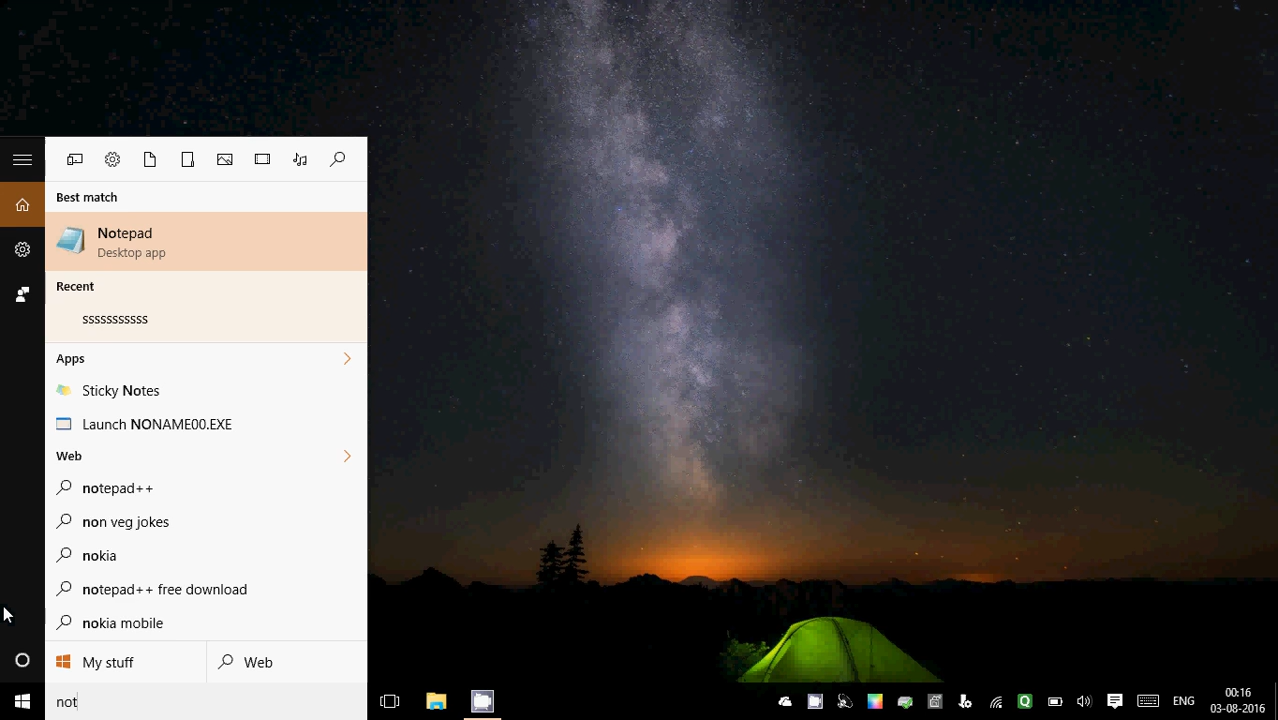 Best match
Notepad
Desktop app
Recent
sssssssssss
Apps
Sticky Notes
Launch NONAME00.EXE
Web
notepad++
non veg jokes
nokia
notepad++ free download
nokia mobile
My stuff
Web
not
ENG
00:16
03-08-2016